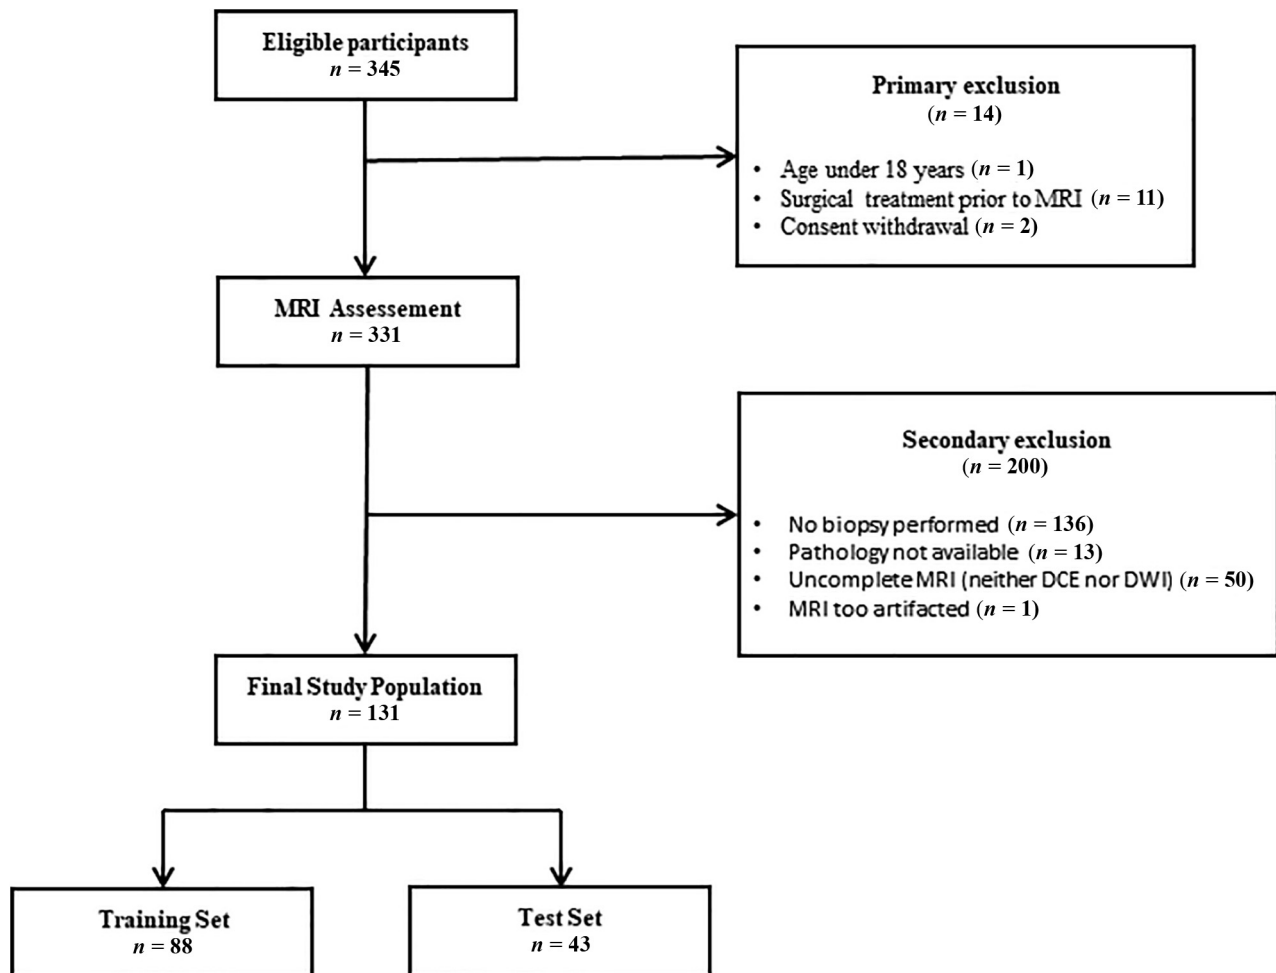 Eligible participants
n = 345
Primary exclusion
(n = 14)
• Age under 18 years (n = 1)
• Surgical treatment prior to MRI (n = 11)
• Consent withdrawal (n = 2)
MRI Assessement
n = 331
Secondary exclusion
(n = 200)
• No biopsy performed (n = 136)
• Pathology not available (n = 13)
• Uncomplete MRI (neither DCE nor DWI) (n = 50)
• MRI too artifacted (n = 1)
Final Study Population
n = 131
Training Set
n = 88
Test Set
n = 43